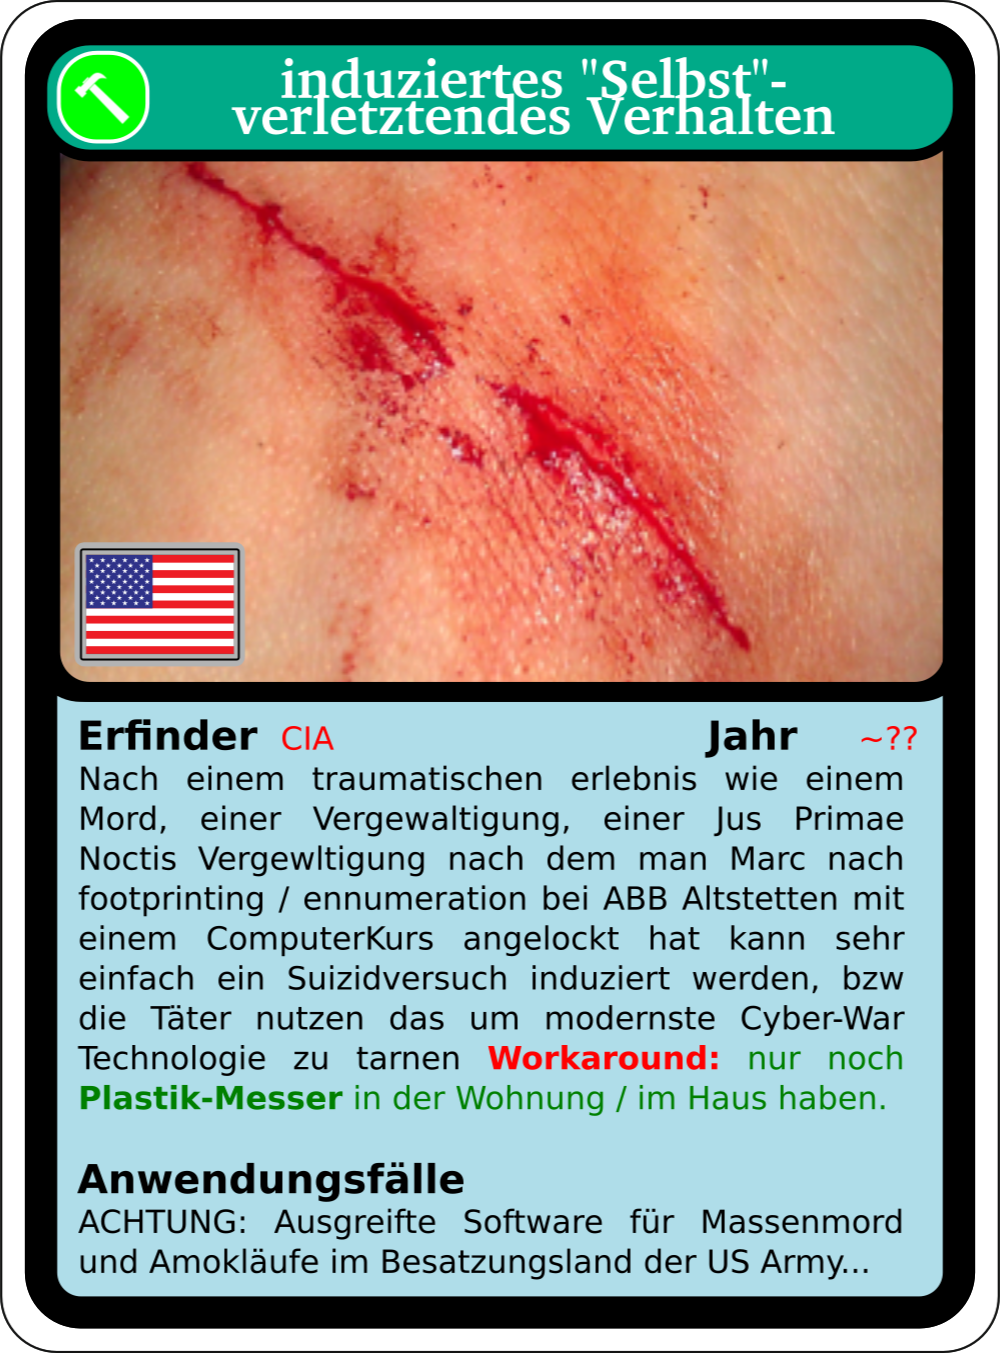 induziertes "Selbst"-
verletztendes Verhalten
Erfinder CIA Jahr ~??
Nach einem traumatischen erlebnis wie einem
Mord, einer Vergewaltigung, einer Jus Primae
Noctis Vergewltigung nach dem man Marc nach
footprinting / ennumeration bei ABB Altstetten mit
einem ComputerKurs angelockt hat kann sehr
einfach ein Suizidversuch induziert werden, bzw
die Täter nutzen das um modernste Cyber-War
Technologie zu tarnen Workaround: nur noch
Plastik-Messer in der Wohnung / im Haus haben.
Anwendungsfälle
ACHTUNG: Ausgreifte Software für Massenmord
und Amokläufe im Besatzungsland der US Army...